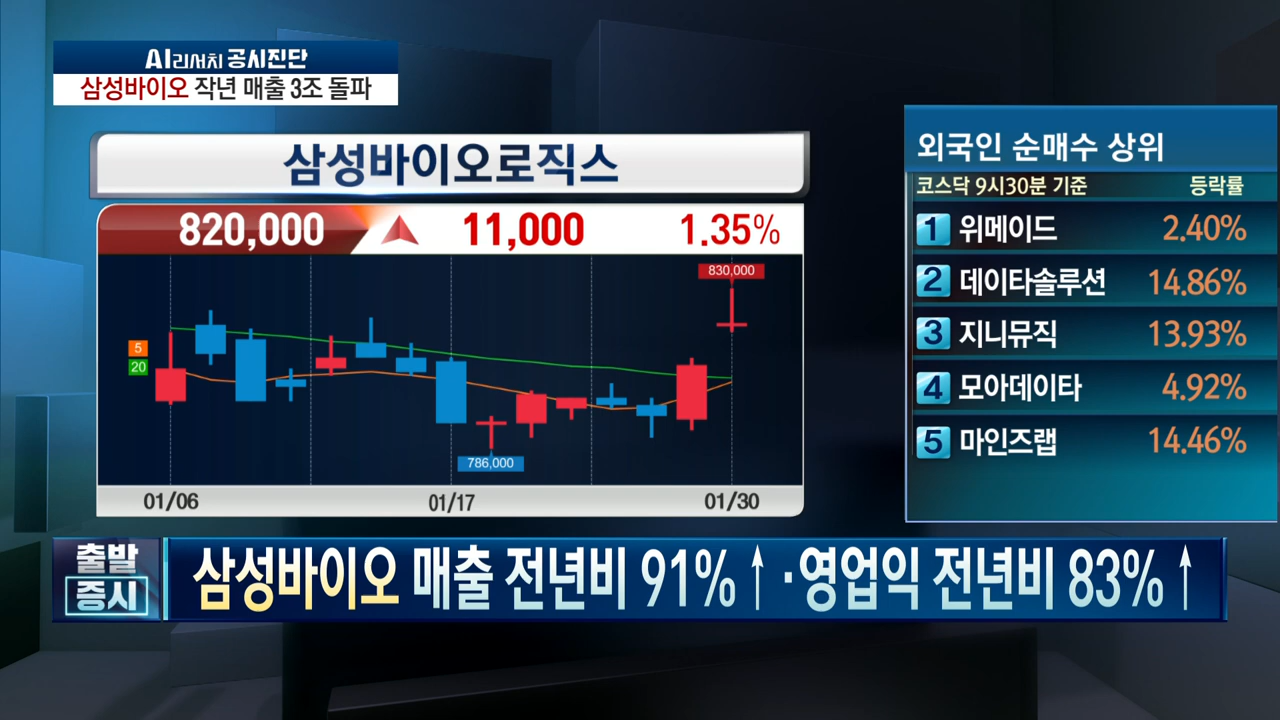 AI리서치 공시진단
삼성바이오 작년 매출 3조 돌파
삼성바이오로직스
820,000 11,000 1.35%
830,000
5
20
786,000
01/06 01/17 01/30
외국인 순매수 상위
코스닥 9시30분 기준 등락률
1 위메이드 2.40%
2 데이타솔루션 14.86%
3 지니뮤직 13.93%
4 모아데이타 4.92%
5 마인즈랩 14.46%
출발
증시
삼성바이오 매출 전년비 91%↑·영업익 전년비 83%↑